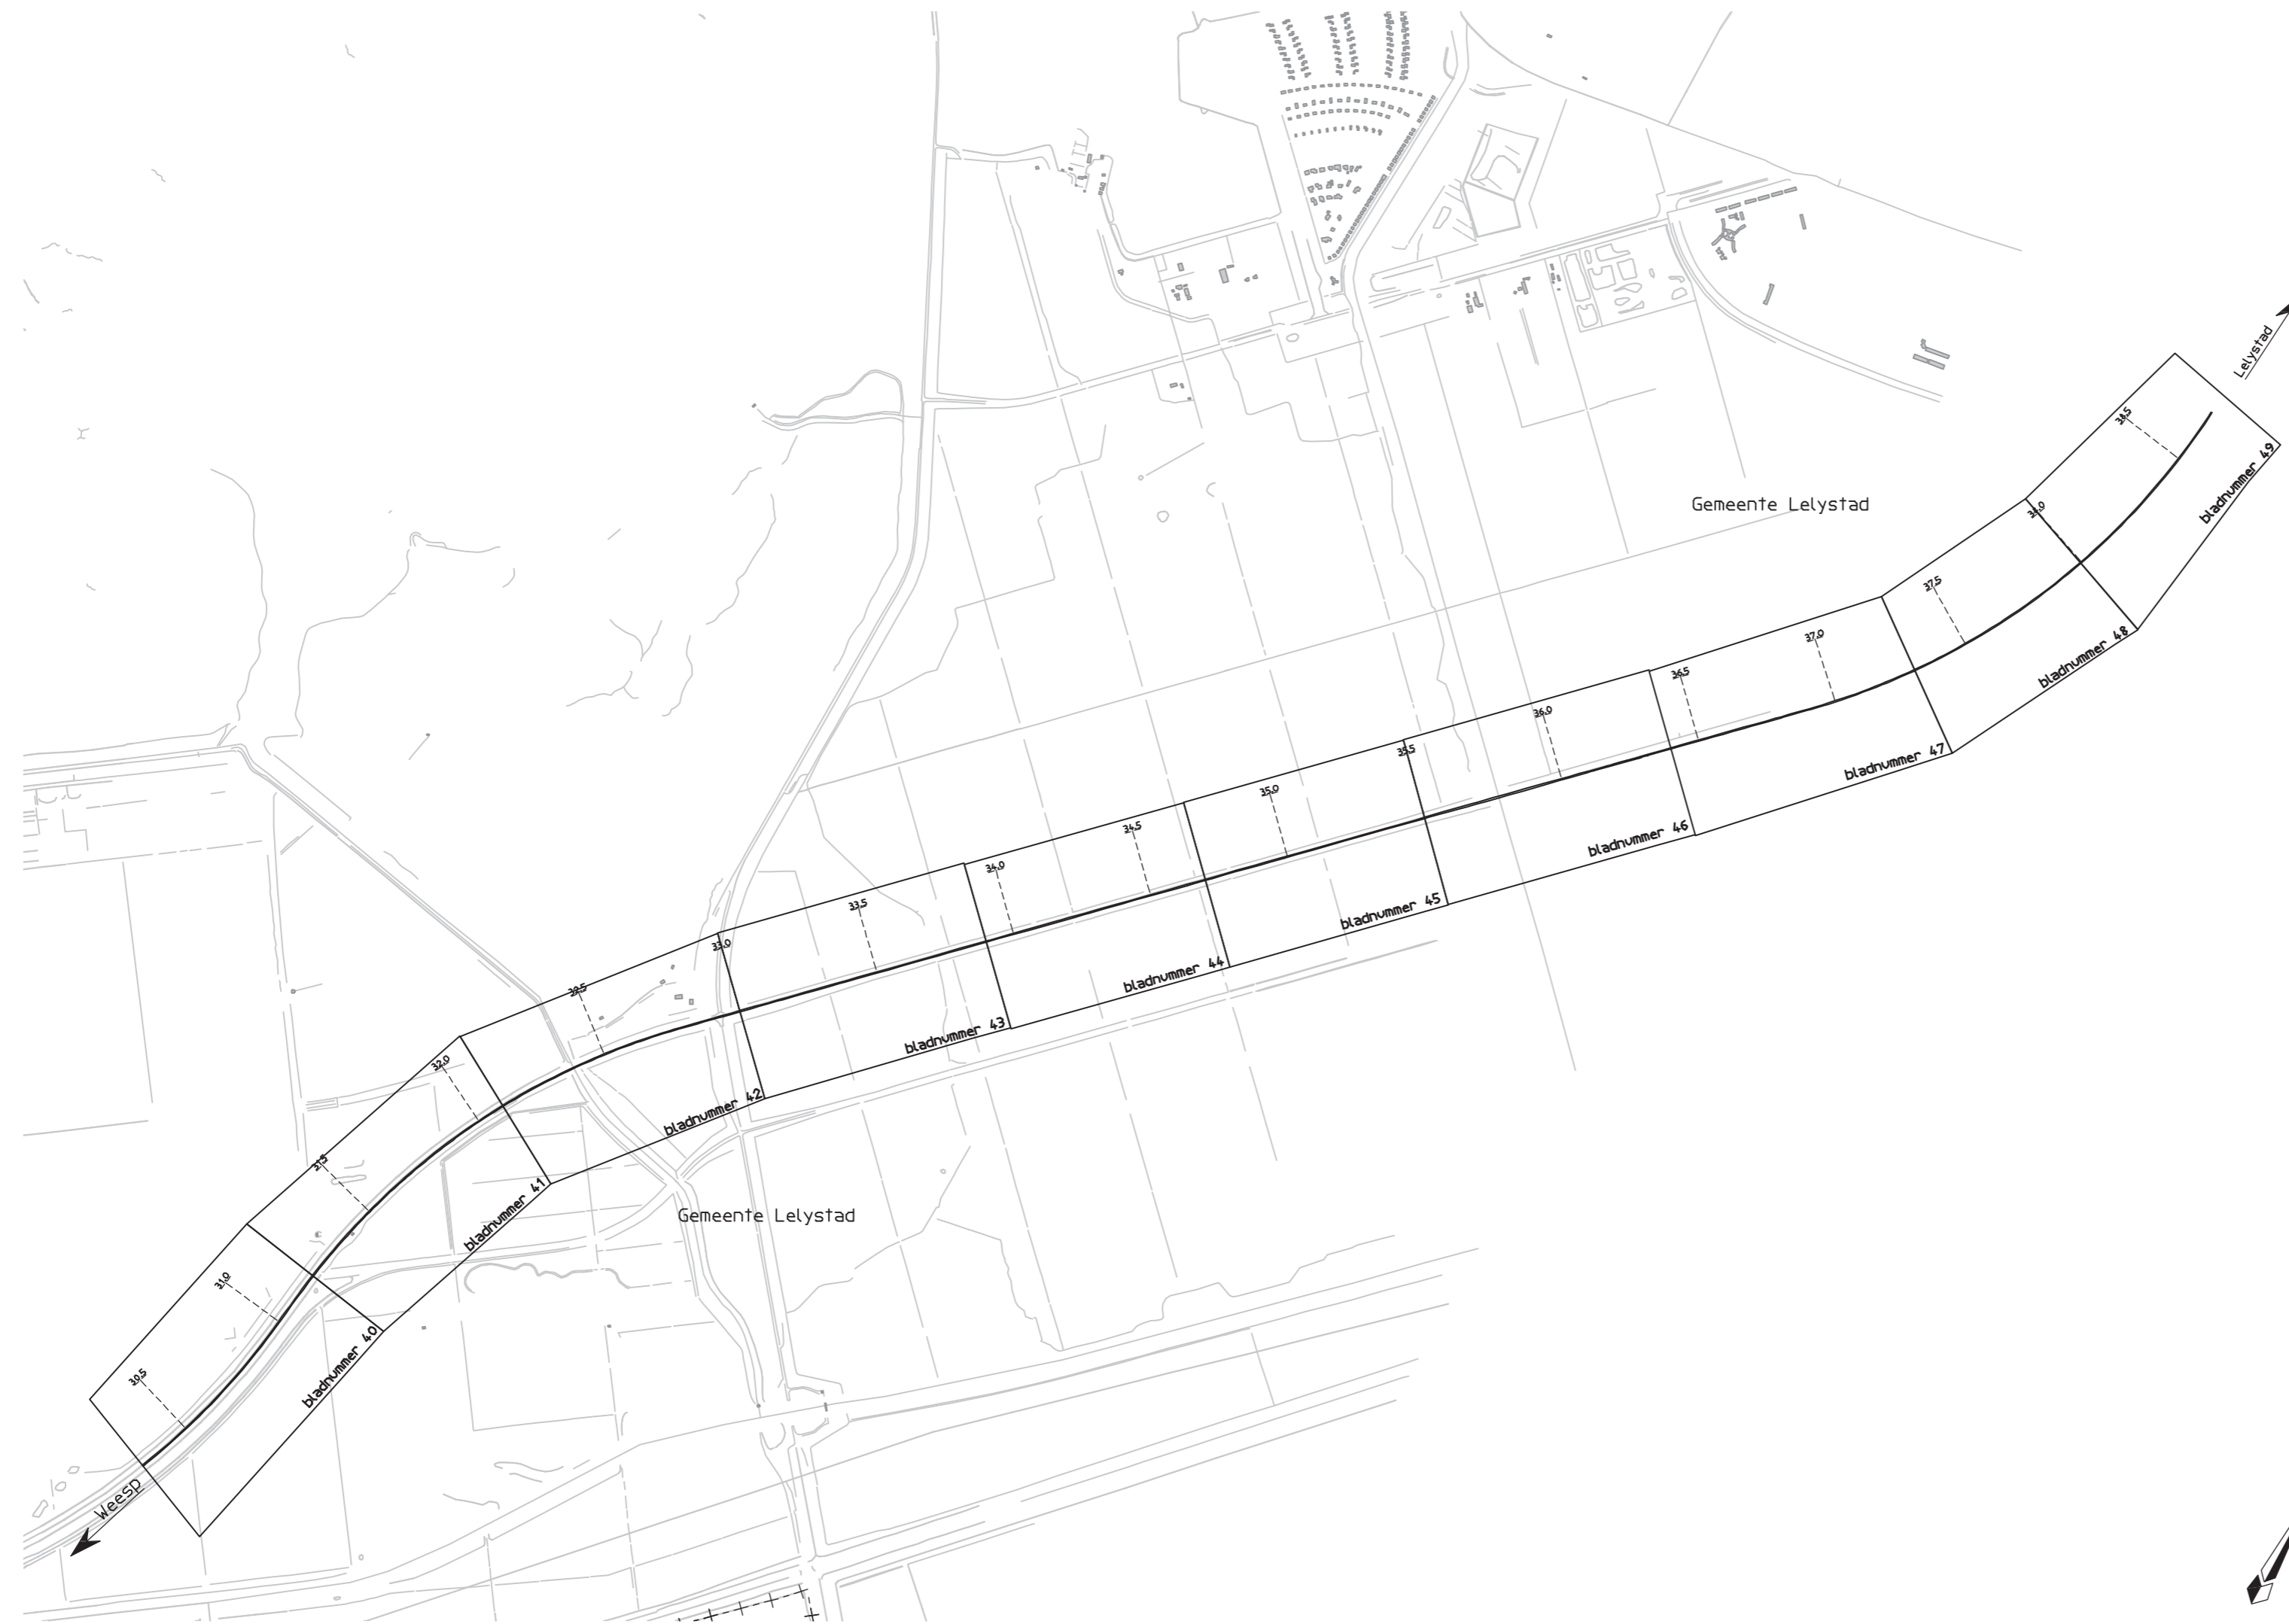 Lelystad
38.5
bladnummer 49
Gemeente Lelystad
38.0
37.5
bladnummer 48
37.0
36.5
bladnummer 47
36.0
bladnummer 46
35.5
35.0
bladnummer 45
34.5
34.0
bladnummer 44
33.5
bladnummer 43
33.0
32.5
bladnummer 42
32.0
31.5
bladnummer 41
Gemeente Lelystad
31.0
bladnummer 40
30.5
Weesp